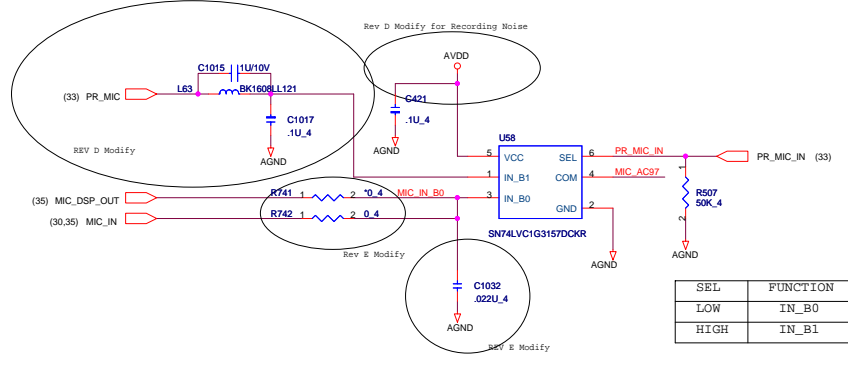 Rev D Modify for Recording Noise
AVDD
C1015 1U/10V
(33) PR_MIC
L63 BK1608LL121
C421
.1U_4
C1017
.1U_4
REV D Modify
AGND
AGND
U58
5 VCC SEL 6 PR_MIC_IN
PR_MIC_IN (33)
1 IN_B1 COM 4 MIC_AC97
1
R507
50K_4
2
(35) MIC_DSP_OUT
R741 1 2 *0_4 MIC_IN_B0
3 IN_B0
GND 2
(30,35) MIC_IN
R742 1 2 0_4
SN74LVC1G3157DCKR
Rev E Modify
AGND
AGND
C1032
.022U_4
AGND
REV E Modify
SEL FUNCTION
LOW IN_B0
HIGH IN_B1